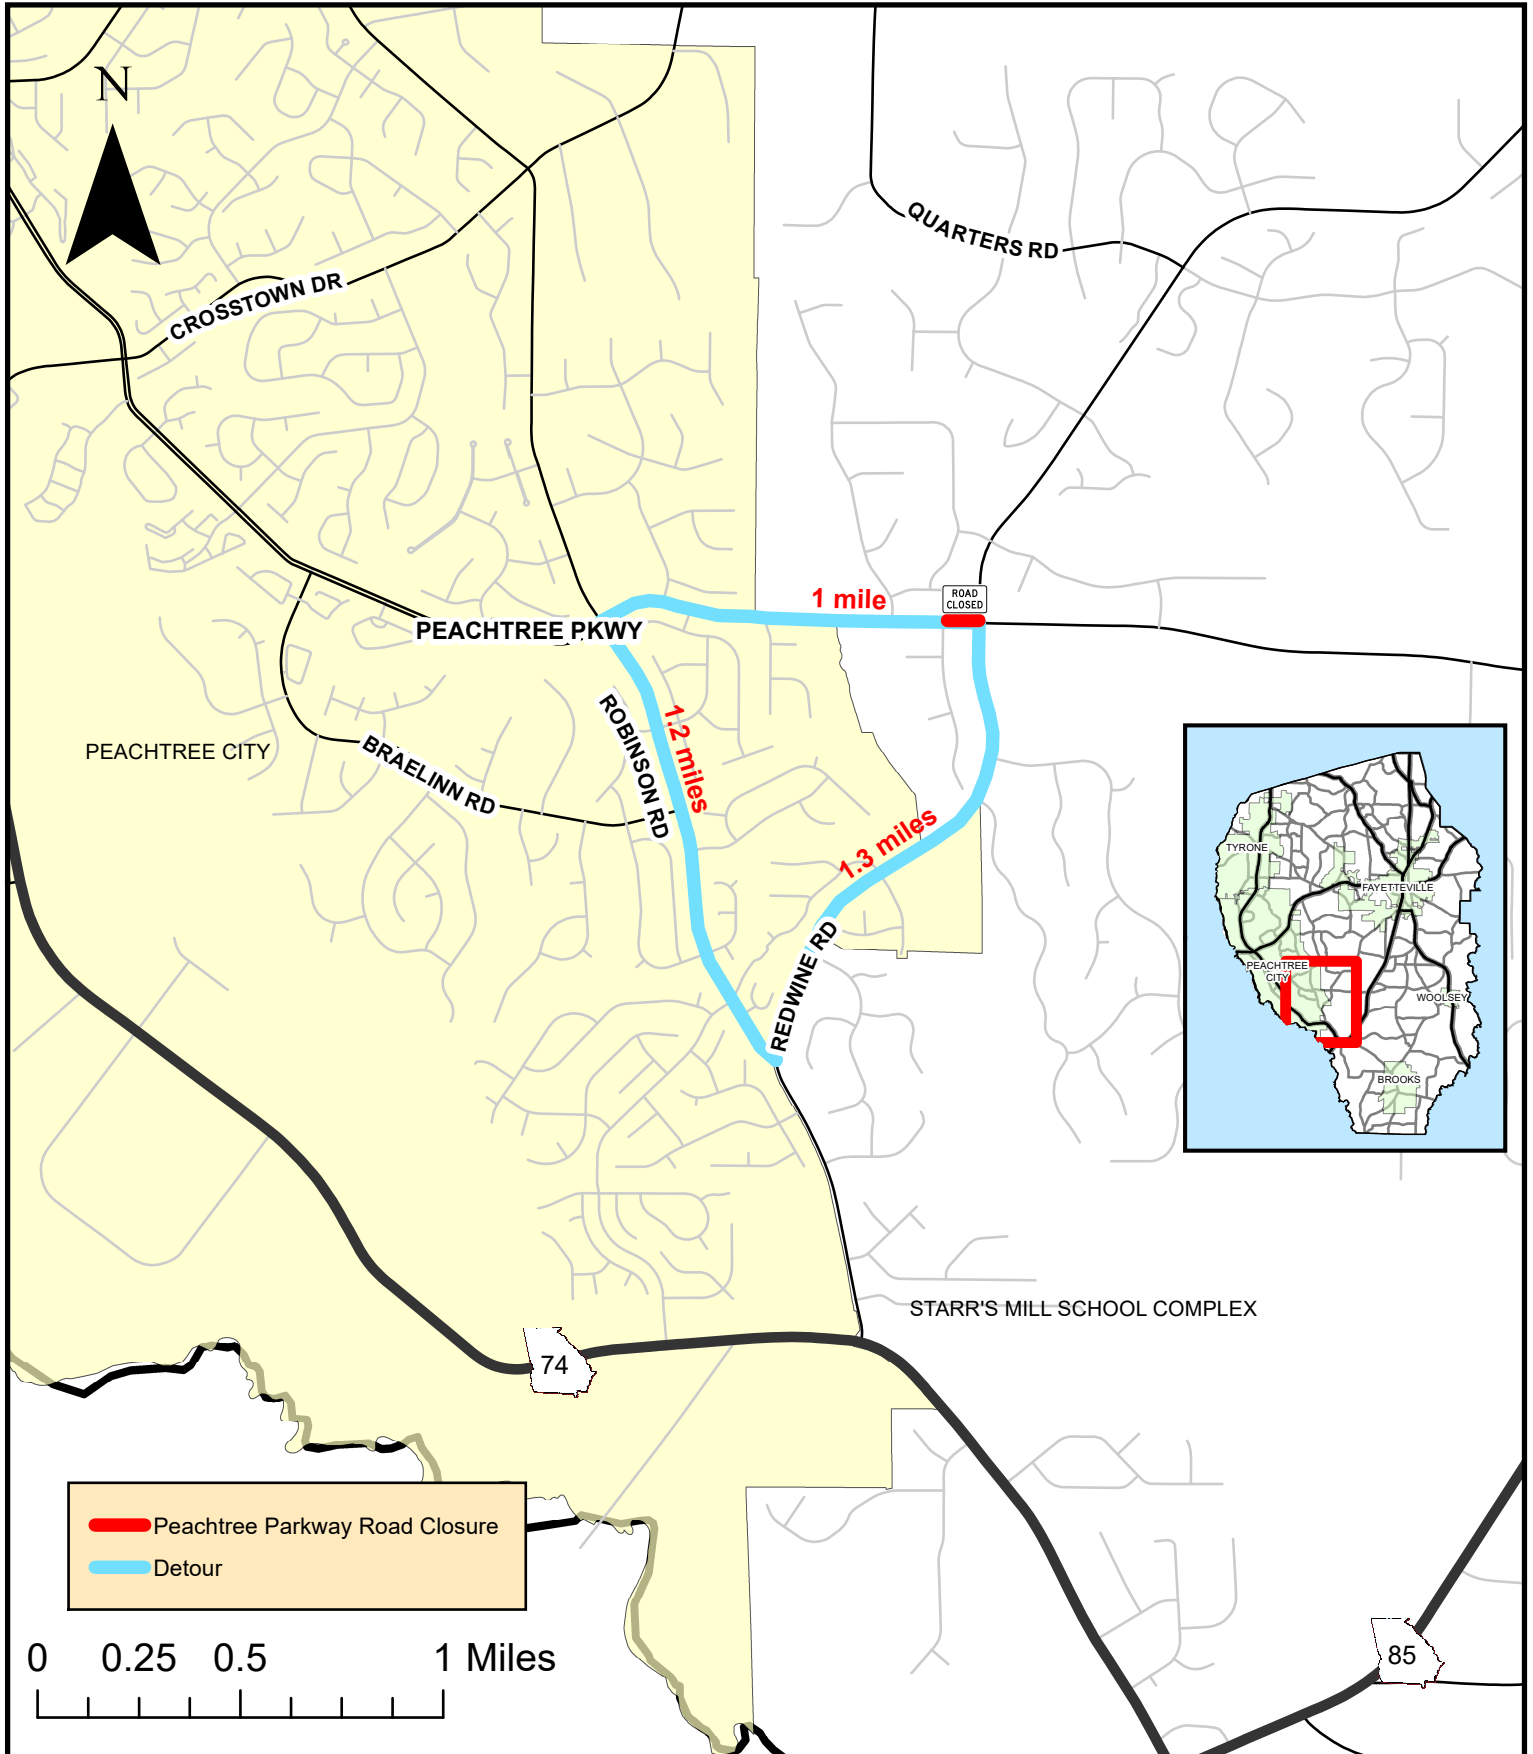 N
QUARTERS RD
CROSSTOWN DR
1 mile
ROAD
CLOSED
PEACHTREE PKWY
ROBINSON RD
1.2 miles
PEACHTREE CITY
BRAELINN RD
1.3 miles
REDWINE RD
TYRONE
FAYETTEVILLE
PEACHTREE
CITY
WOOLSEY
BROOKS
STARR'S MILL SCHOOL COMPLEX
74
Peachtree Parkway Road Closure
Detour
0 0.25 0.5 1 Miles
85